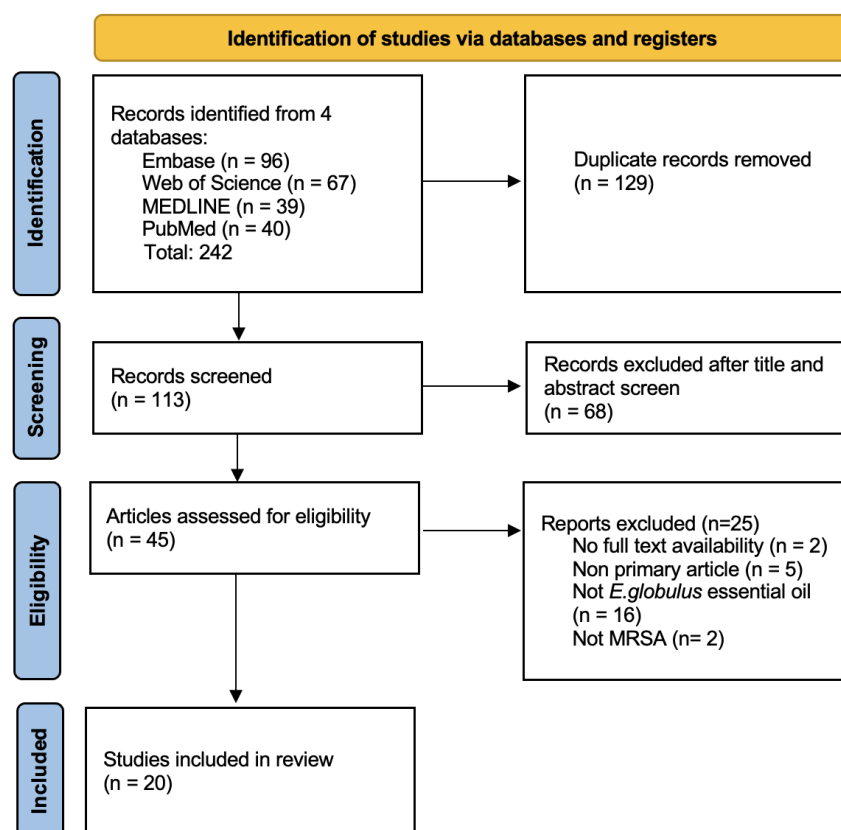 Identification of studies via databases and registers
Identification
Records identified from 4
databases:
Embase (n = 96)
Web of Science (n = 67)
MEDLINE (n = 39)
PubMed (n = 40)
Total: 242
Duplicate records removed
(n = 129)
Screening
Records screened
(n = 113)
Records excluded after title and
abstract screen
(n = 68)
Eligibility
Articles assessed for eligibility
(n = 45)
Reports excluded (n=25)
No full text availability (n = 2)
Non primary article (n = 5)
Not E.globulus essential oil
(n = 16)
Not MRSA (n= 2)
Included
Studies included in review
(n = 20)